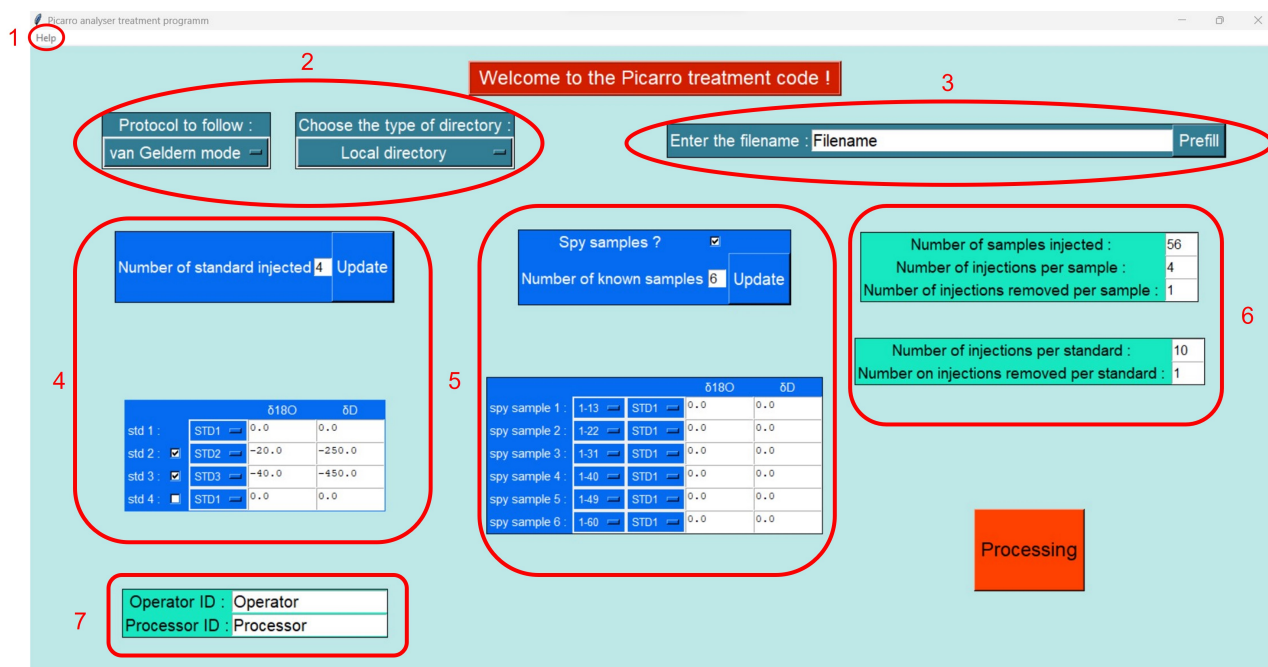 Picarro analyser treatment programm
1 Help
2
Welcome to the Picarro treatment code !
3
Protocol to follow :
van Geldern mode
Choose the type of directory :
Local directory
Enter the filename : Filename Prefill
4
Number of standard injected 4 Update
δ18O δD
std 1 : STD1 0.0 0.0
std 2 : STD2 -20.0 -250.0
std 3 : STD3 -40.0 -450.0
std 4 : STD1 0.0 0.0
5
Spy samples ?
Number of known samples 6 Update
δ18O δD
spy sample 1 : 1-13 STD1 0.0 0.0
spy sample 2 : 1-22 STD1 0.0 0.0
spy sample 3 : 1-31 STD1 0.0 0.0
spy sample 4 : 1-40 STD1 0.0 0.0
spy sample 5 : 1-49 STD1 0.0 0.0
spy sample 6 : 1-60 STD1 0.0 0.0
Number of samples injected : 56
Number of injections per sample : 4
Number of injections removed per sample : 1
6
Number of injections per standard : 10
Number on injections removed per standard : 1
Processing
7
Operator ID : Operator
Processor ID : Processor